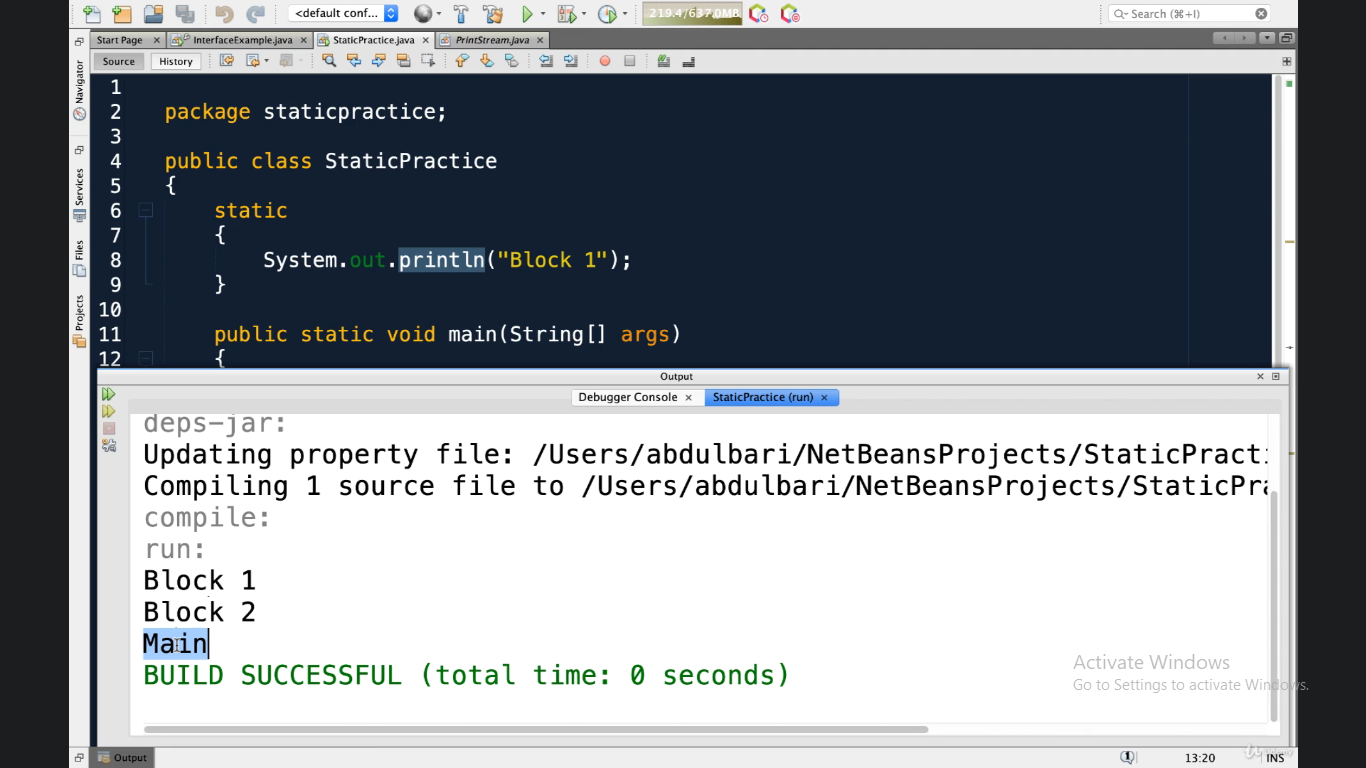 <default conf...
219.4/637.0MB
Search (⌘+I)
Start Page
InterfaceExample.java
StaticPractice.java
PrintStream.java
Source
History
Navigator
Services
Files
Projects
1
2 package staticpractice;
3
4 public class StaticPractice
5 {
6 static
7 {
8 System.out.println("Block 1");
9 }
10
11 public static void main(String[] args)
12 {
Output
Debugger Console
StaticPractice (run)
deps-jar:
Updating property file: /Users/abdulbari/NetBeansProjects/StaticPracti
Compiling 1 source file to /Users/abdulbari/NetBeansProjects/StaticPra
compile:
run:
Block 1
Block 2
Main
BUILD SUCCESSFUL (total time: 0 seconds)
Activate Windows
Go to Settings to activate Windows.
Output
1
13:20
INS